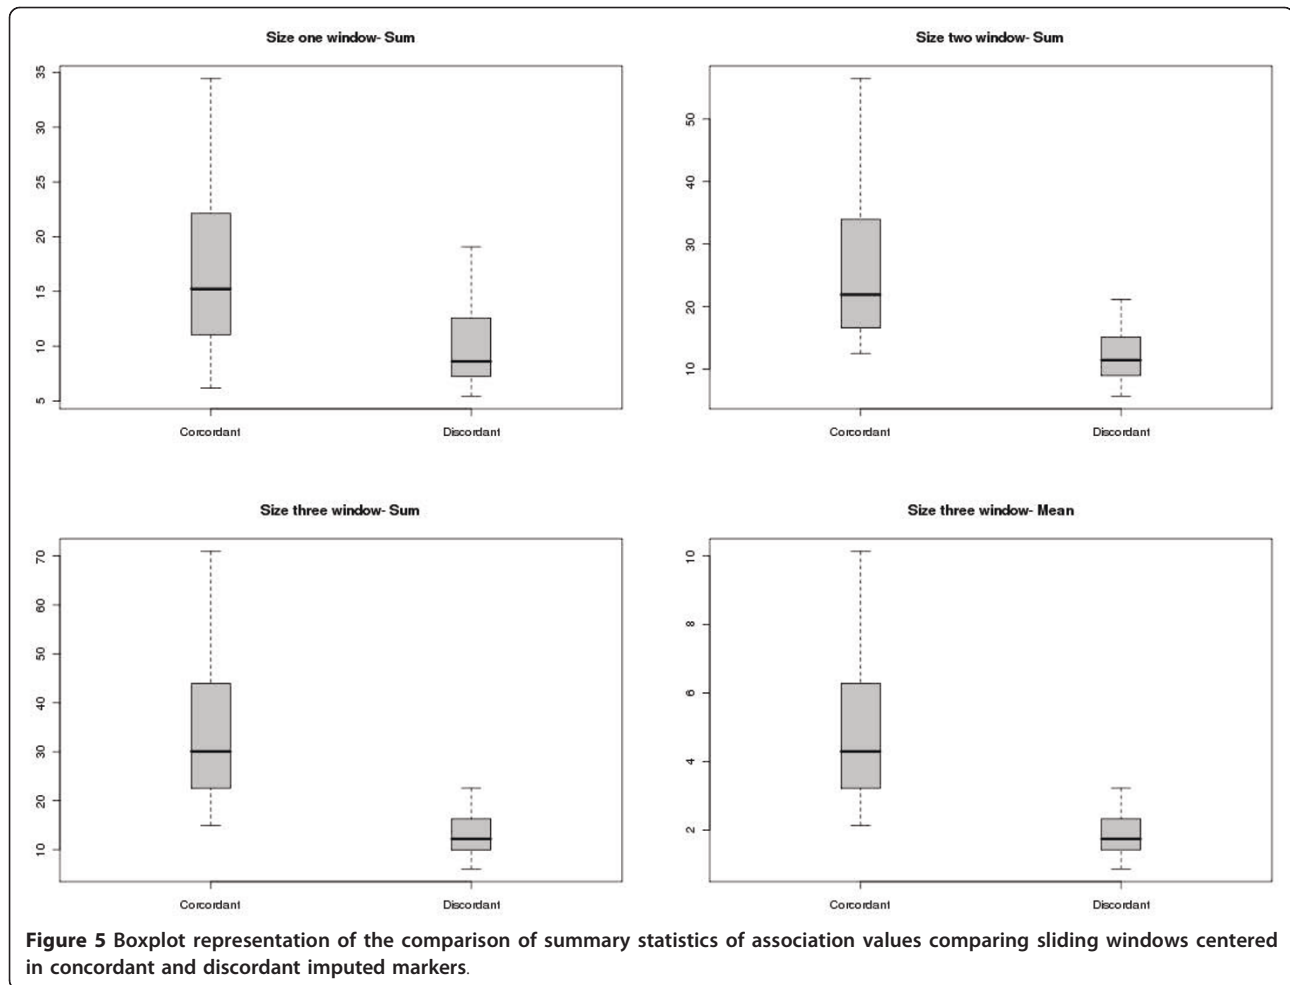 Size one window- Sum
35
30
25
20
15
10
5
Corcordant Discordant
Size two window- Sum
50
40
30
20
10
Corcordant Discordant
Size three window- Sum
70
60
50
40
30
20
10
Corcordant Discordant
Size three window- Mean
10
8
6
4
2
Corcordant Discordant
Figure 5 Boxplot representation of the comparison of summary statistics of association values comparing sliding windows centered
in concordant and discordant imputed markers.